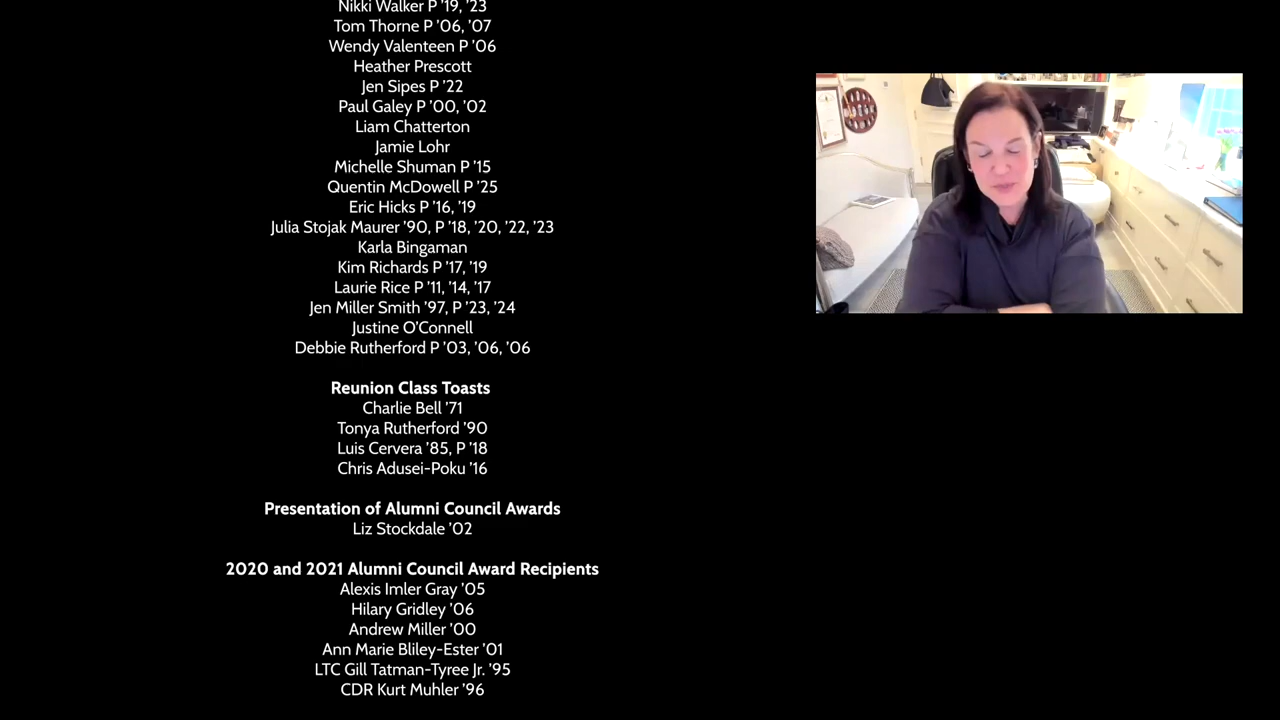 Nikki Walker P ’19, ’23
Tom Thorne P ’06, ’07
Wendy Valenteen P ’06
Heather Prescott
Jen Sipes P ’22
Paul Galey P ’00, ’02
Liam Chatterton
Jamie Lohr
Michelle Shuman P ’15
Quentin McDowell P ’25
Eric Hicks P ’16, ’19
Julia Stojak Maurer ’90, P ’18, ’20, ’22, ’23
Karla Bingaman
Kim Richards P ’17, ’19
Laurie Rice P ’11, ’14, ’17
Jen Miller Smith ’97, P ’23, ’24
Justine O’Connell
Debbie Rutherford P ’03, ’06, ’06
Reunion Class Toasts
Charlie Bell ’71
Tonya Rutherford ’90
Luis Cervera ’85, P ’18
Chris Adusei-Poku ’16
Presentation of Alumni Council Awards
Liz Stockdale ’02
2020 and 2021 Alumni Council Award Recipients
Alexis Imler Gray ’05
Hilary Gridley ’06
Andrew Miller ’00
Ann Marie Bliley-Ester ’01
LTC Gill Tatman-Tyree Jr. ’95
CDR Kurt Muhler ’96